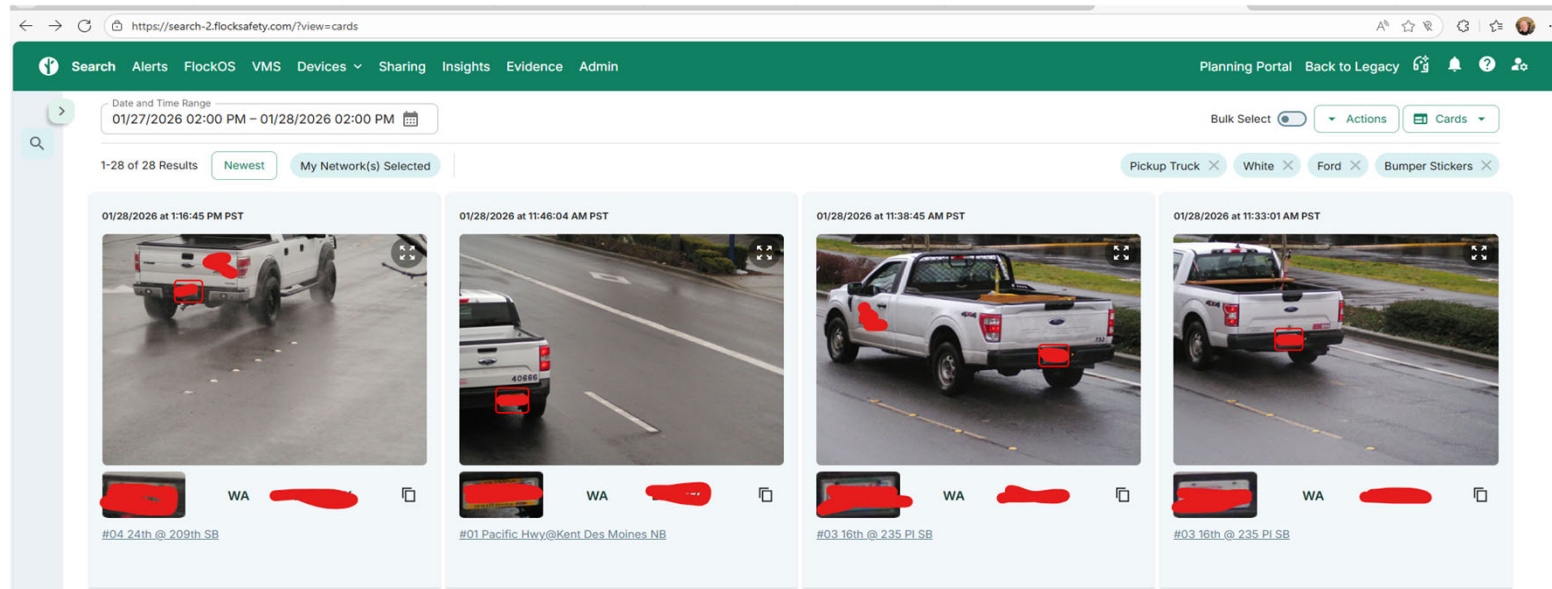 https://search-2.flocksafety.com/?view=cards
Search Alerts FlockOS VMS Devices Sharing Insights Evidence Admin Planning Portal Back to Legacy
Date and Time Range
01/27/2026 02:00 PM – 01/28/2026 02:00 PM Bulk Select Actions Cards
1-28 of 28 Results Newest My Network(s) Selected Pickup Truck White Ford Bumper Stickers
01/28/2026 at 1:16:45 PM PST 01/28/2026 at 11:46:04 AM PST 01/28/2026 at 11:38:45 AM PST 01/28/2026 at 11:33:01 AM PST
4x4 4x4
40666 732
WA WA WA WA
#04 24th @ 209th SB #01 Pacific Hwy@Kent Des Moines NB #03 16th @ 235 Pl SB #03 16th @ 235 Pl SB